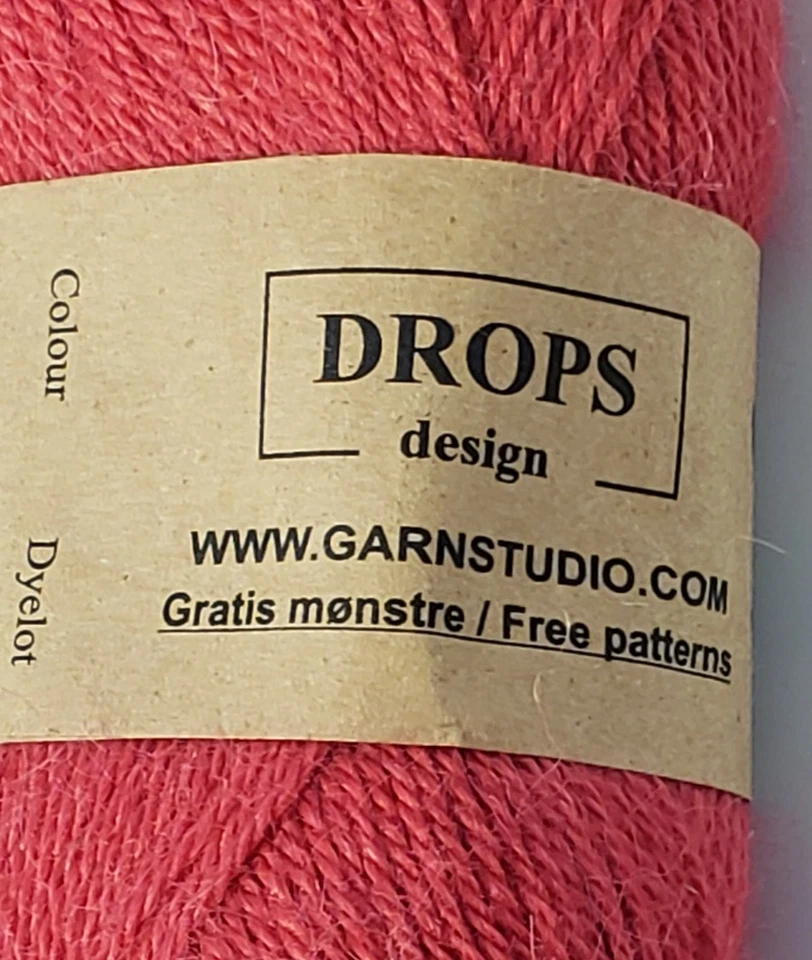 Colour
Dyelot
DROPS
design
WWW.GARNSTUDIO.COM
Gratis mønstre / Free patterns